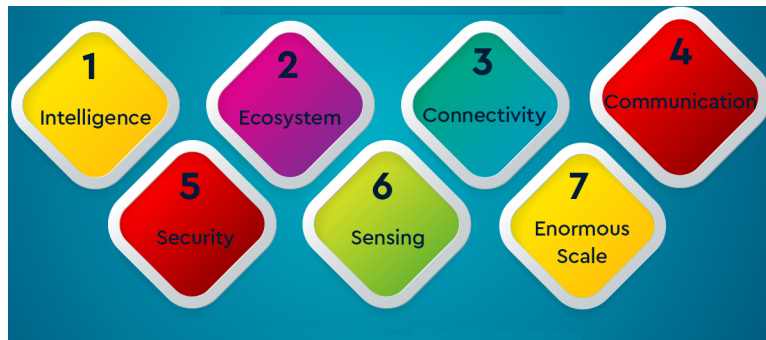 1
Intelligence
2
Ecosystem
3
Connectivity
4
Communication
5
Security
6
Sensing
7
Enormous
Scale